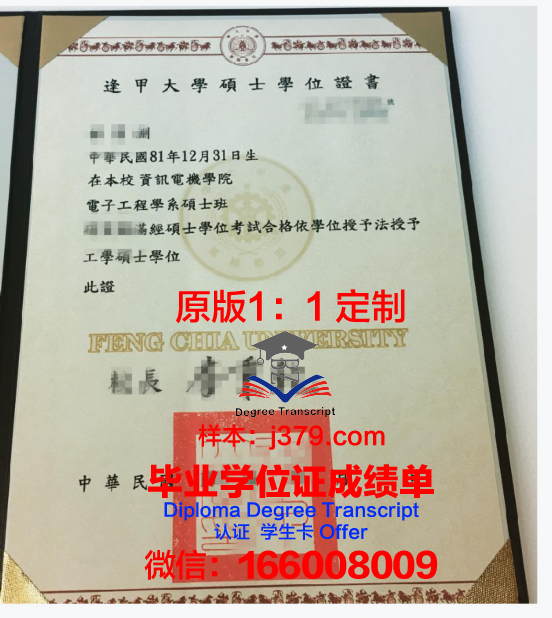 逢甲大學碩士學位證書
號
中華民國81年12月31日生
在本校資訊電機學院
電子工程學系碩士班
滿經碩士學位考試合格依學位授予法授予
工學碩士學位
此證
原版1：1 定制
FENG CHIA UNIVERSITY
校長
Degree Transcript
样本：j379.com
中華民國
毕业学位证成绩单
Diploma Degree Transcript
认证 学生卡 Offer
微信：166008009